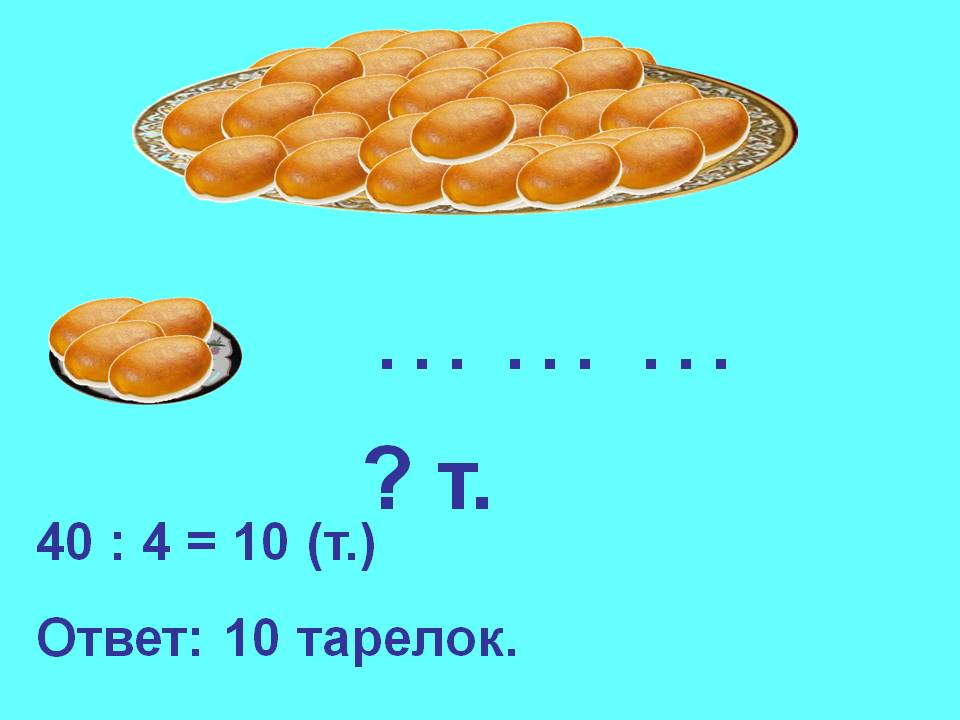 ... ... ...
? т.
40 : 4 = 10 (т.)
Ответ: 10 тарелок.